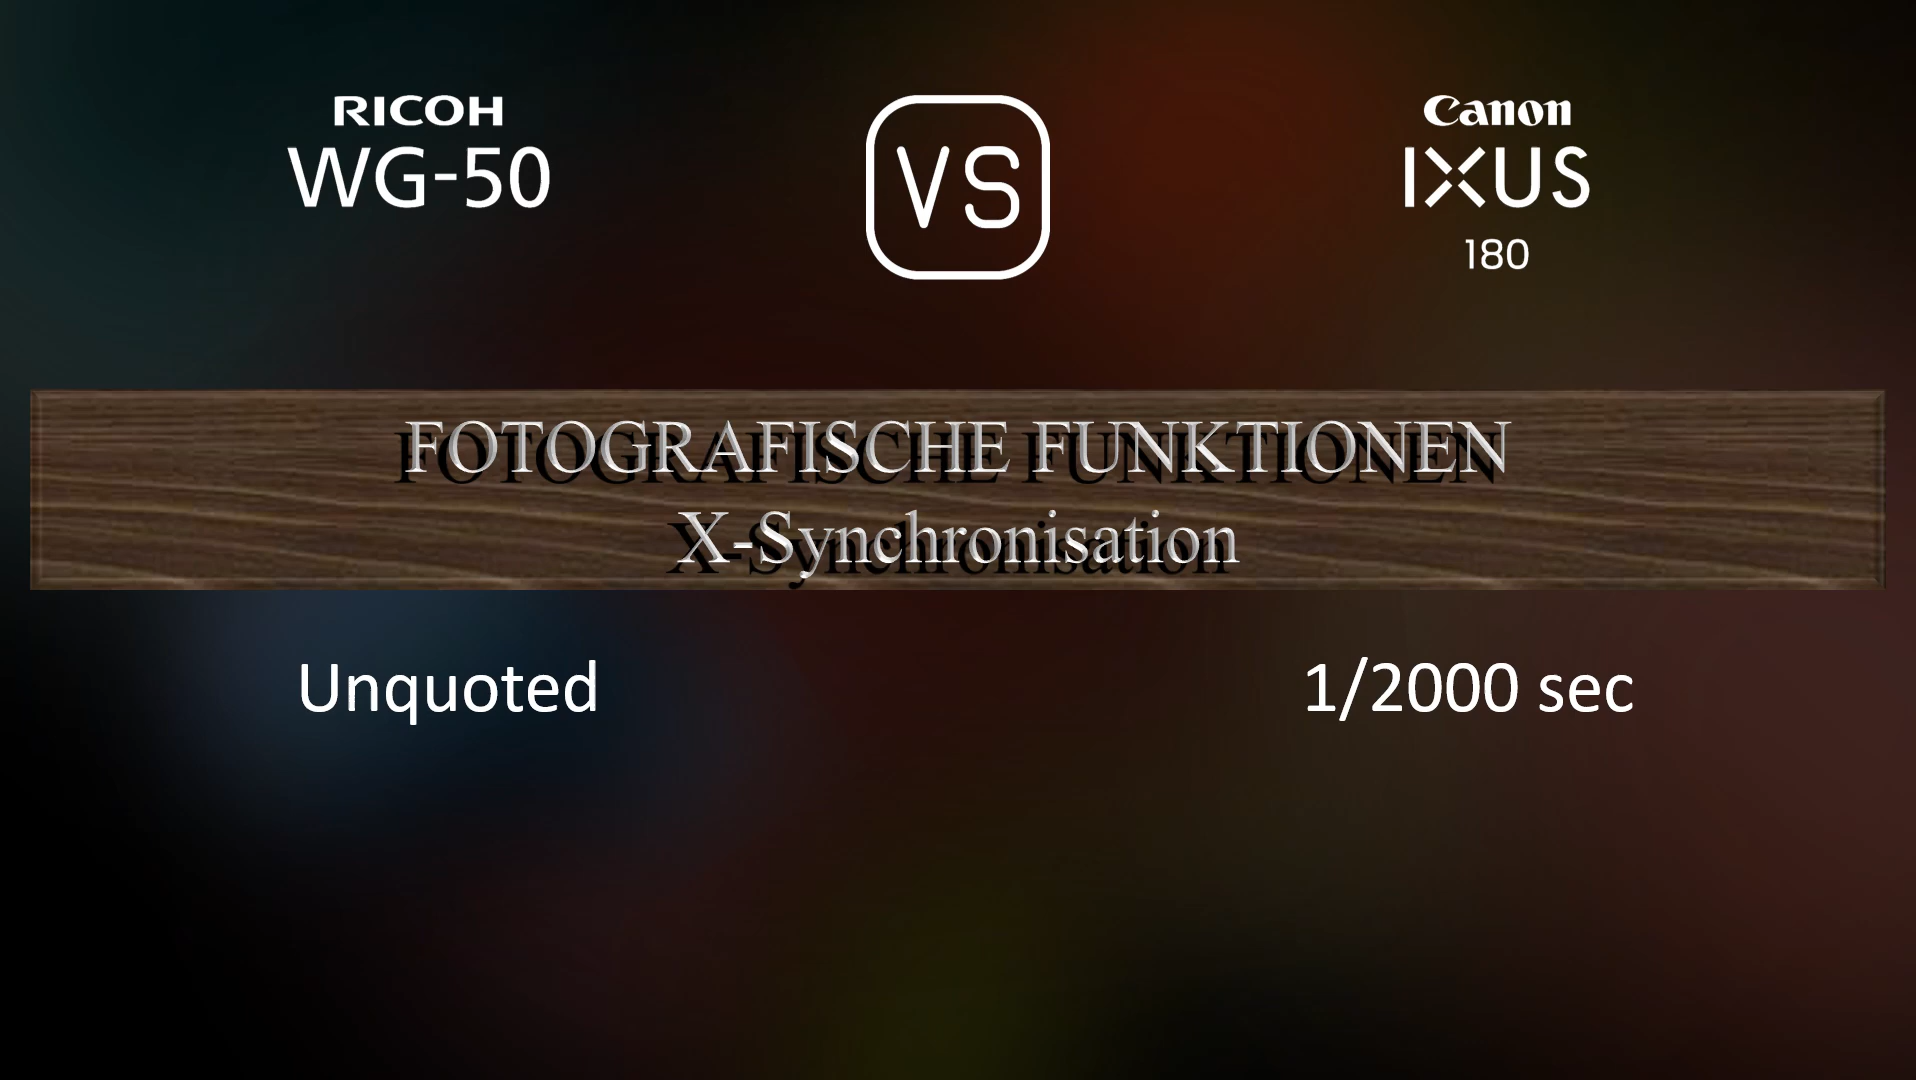 RICOH
WG-50
VS
Canon
IXUS
180
FOTOGRAFISCHE FUNKTIONEN
X-Synchronisation
Unquoted
1/2000 sec